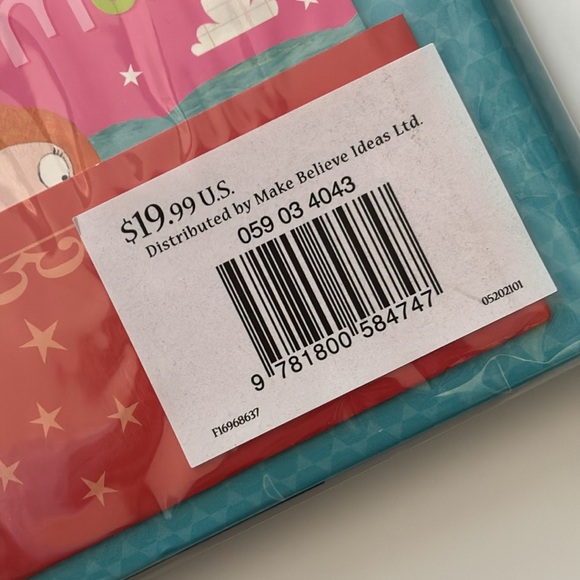 $19.99 U.S.
Distributed by Make Believe Ideas Ltd.
059 03 4043
9 781800 584747
05202101
F16968637